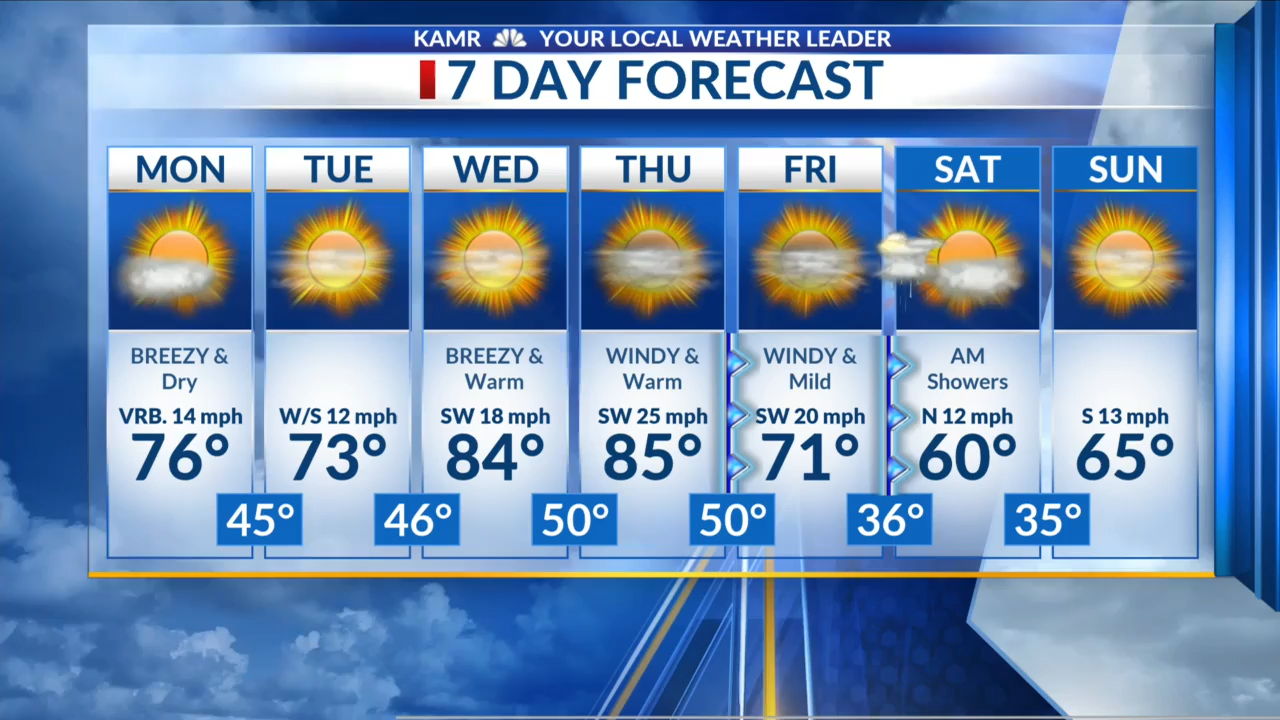 KAMR YOUR LOCAL WEATHER LEADER
7 DAY FORECAST
MON
BREEZY &
Dry
VRB. 14 mph
76°
45°
TUE
W/S 12 mph
73°
46°
WED
BREEZY &
Warm
SW 18 mph
84°
50°
THU
WINDY &
Warm
SW 25 mph
85°
50°
FRI
WINDY &
Mild
SW 20 mph
71°
36°
SAT
AM
Showers
N 12 mph
60°
35°
SUN
S 13 mph
65°